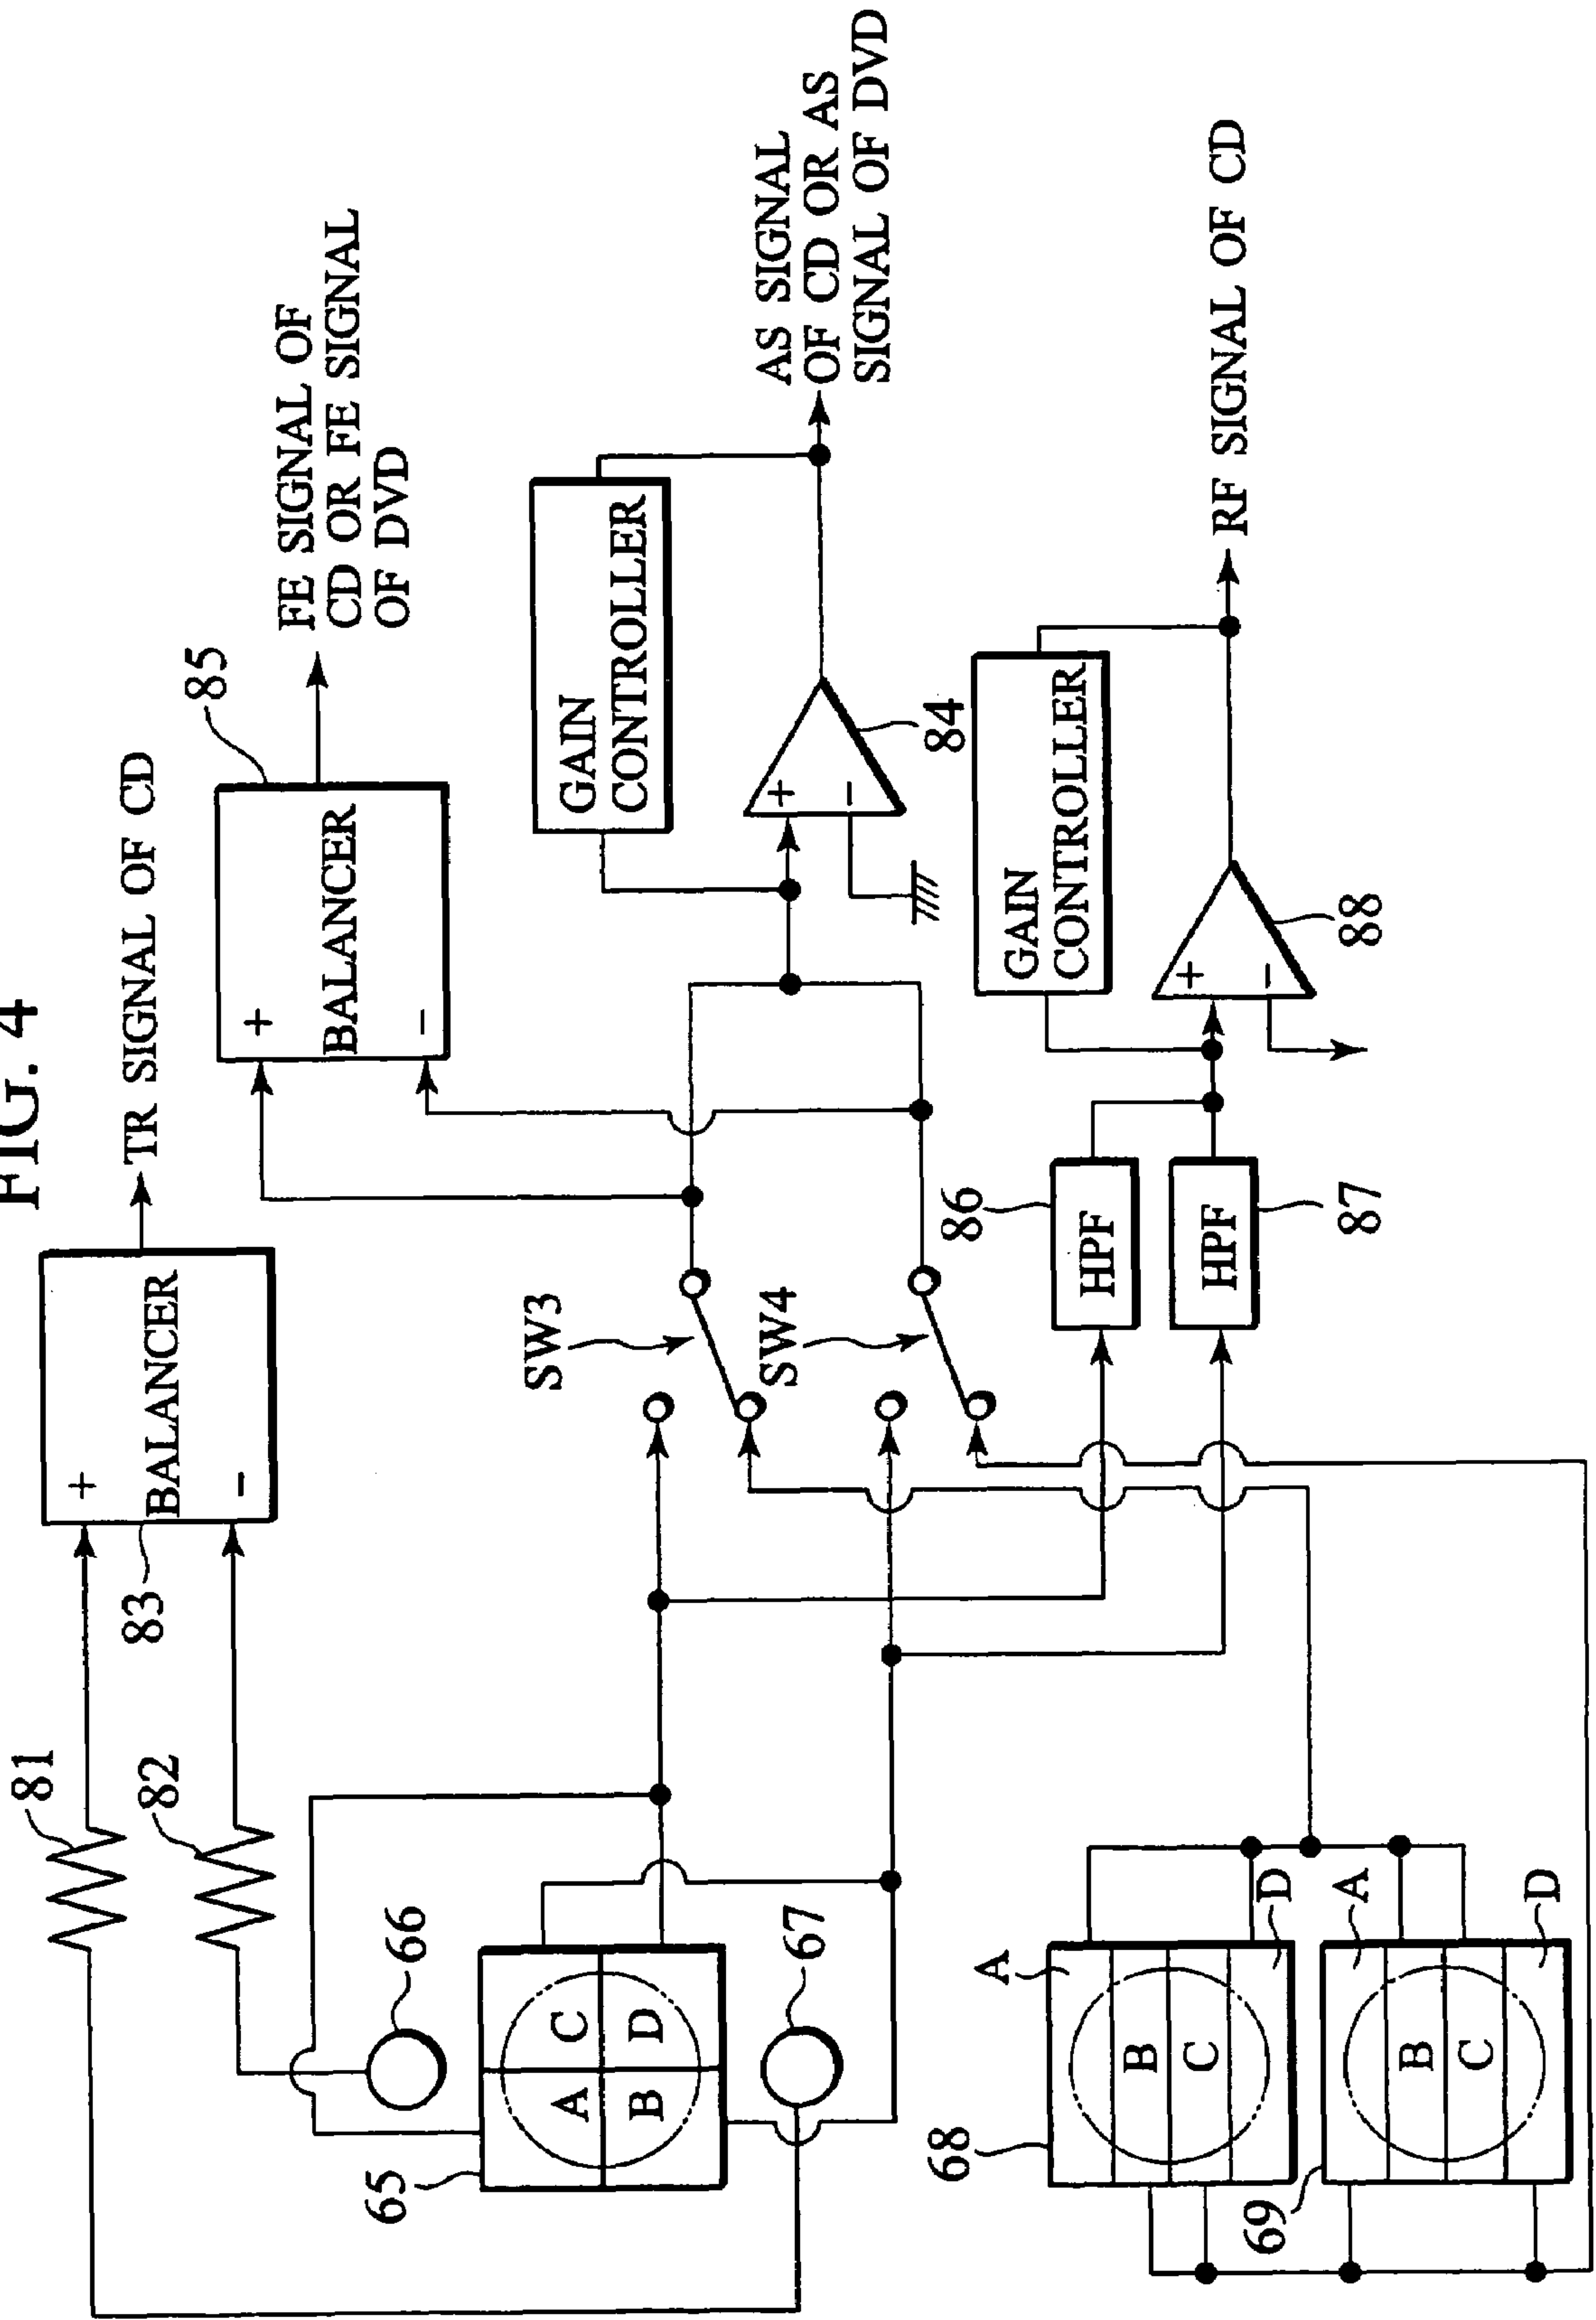 FIG. 4
81
82
83
+
BALANCER
−
TR SIGNAL OF CD
85
+
BALANCER
−
FE SIGNAL OF
CD OR FE SIGNAL
OF DVD
66
65
A
C
B
D
67
SW3
SW4
GAIN
CONTROLLER
+
−
84
AS SIGNAL
OF CD OR AS
SIGNAL OF DVD
86
HPF
HPF
87
GAIN
CONTROLLER
+
−
88
RF SIGNAL OF CD
68
A
B
C
D
69
A
B
C
D